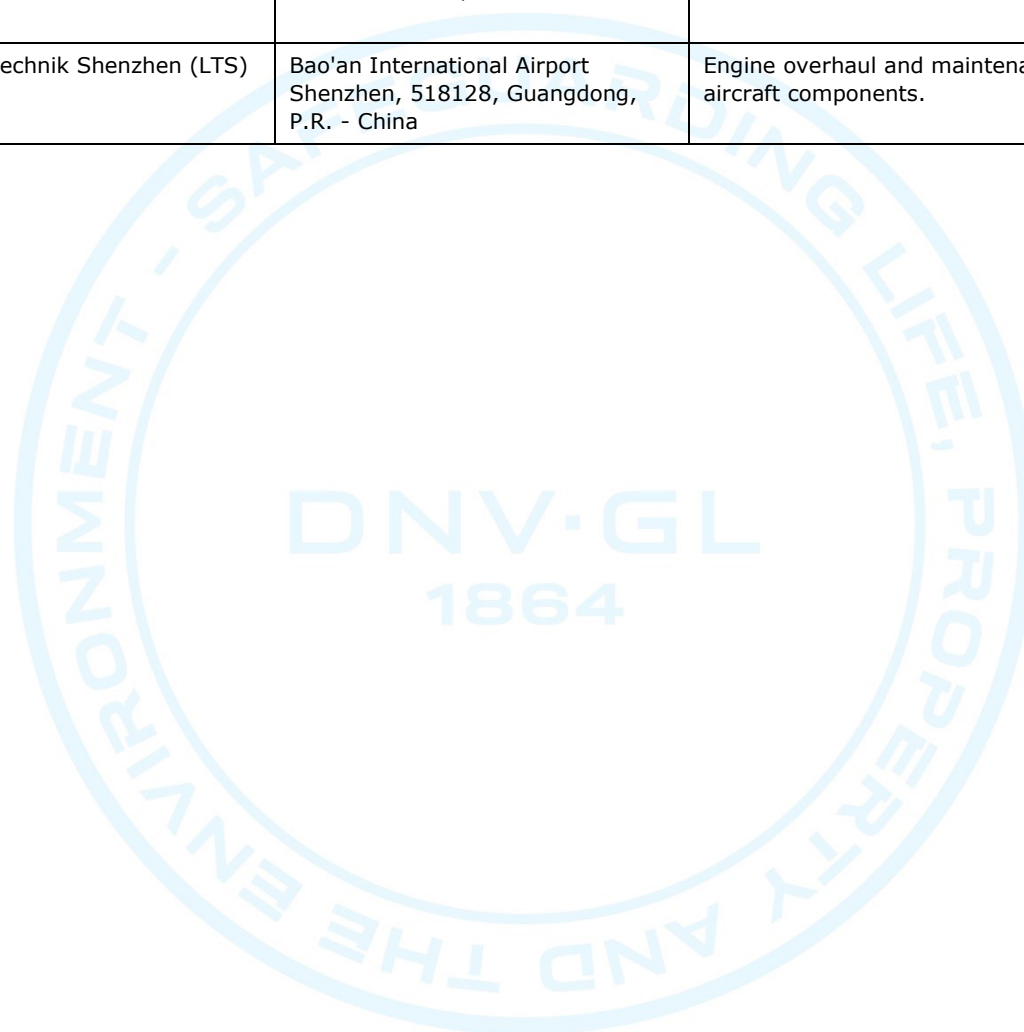 echnik Shenzhen (LTS)
Bao'an International Airport
Shenzhen, 518128, Guangdong,
P.R. - China
Engine overhaul and maintena
aircraft components.
SAFEGUARDING LIFE, PROPERTY AND THE ENVIRONMENT -
DNV·GL
1864